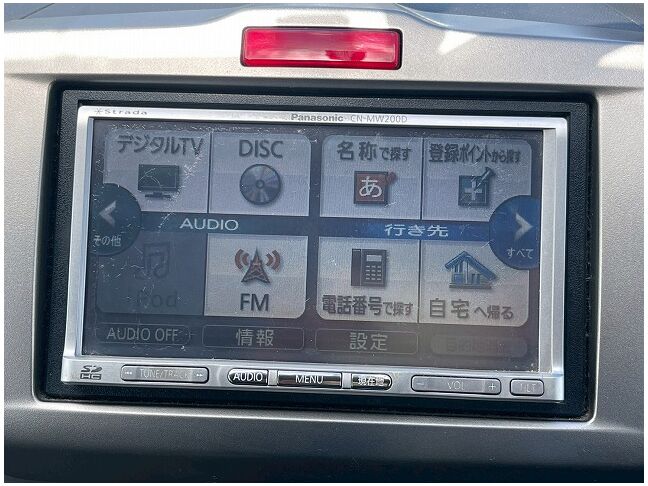 Strada
Panasonic CN-MW200D
デジタルTV
DISC
名称で探す
登録ポイントから探す
あ
その他
AUDIO
行き先
すべて
iPod
FM
電話番号で探す
自宅へ帰る
AUDIO OFF
情報
設定
SD
HC
TUNE/TRACK
AUDIO
MENU
現在地
− VOL +
TILT